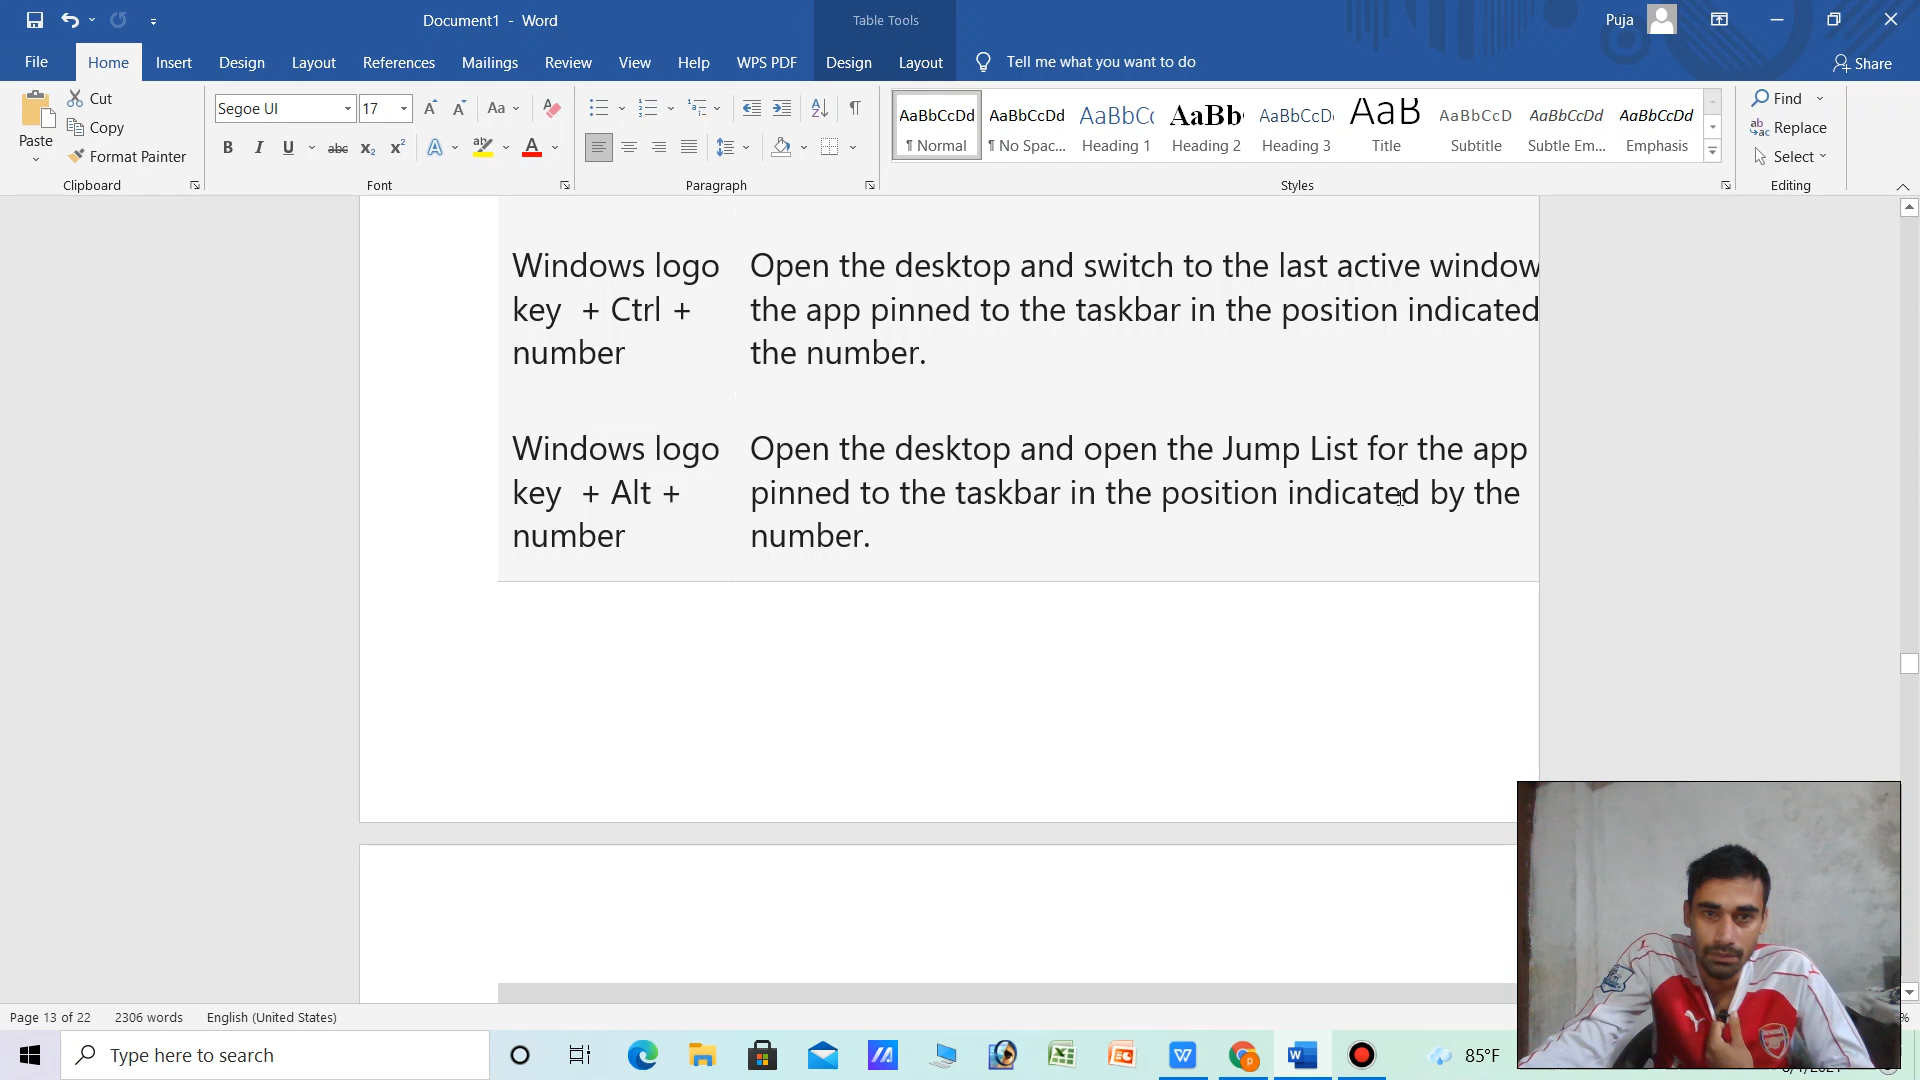 Document1 - Word
Table Tools
Puja
File Home Insert Design Layout References Mailings Review View Help WPS PDF Design Layout Tell me what you want to do Share
Paste
Cut
Copy
Format Painter
Clipboard
Segoe UI 17
Font
Paragraph
AaBbCcDd AaBbCcDd AaBbC AaBb AaBbCcD AaB AaBbCcD AaBbCcDd AaBbCcDd
¶ Normal ¶ No Spac... Heading 1 Heading 2 Heading 3 Title Subtitle Subtle Em... Emphasis
Styles
Find
Replace
Select
Editing
Windows logo
key + Ctrl +
number
Open the desktop and switch to the last active window
the app pinned to the taskbar in the position indicated
the number.
Windows logo
key + Alt +
number
Open the desktop and open the Jump List for the app
pinned to the taskbar in the position indicated by the
number.
Page 13 of 22 2306 words English (United States)
Type here to search
85°F